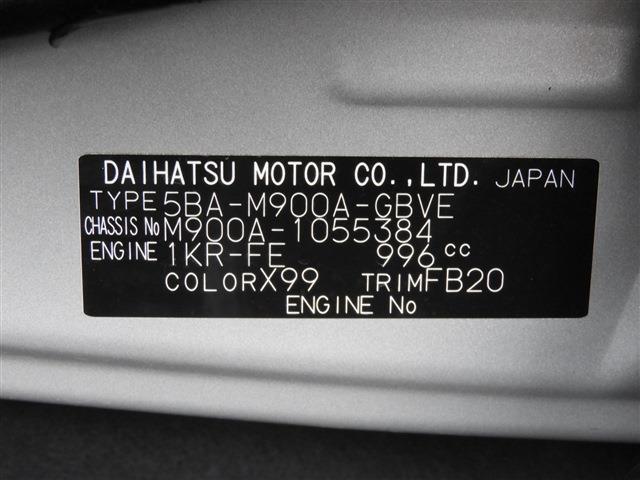 DAIHATSU MOTOR CO.,LTD. JAPAN
TYPE 5BA-M900A-GBVE
CHASSIS No M900A-1055384
ENGINE 1KR-FE 996 cc
COLOR X99 TRIM FB20
ENGINE No